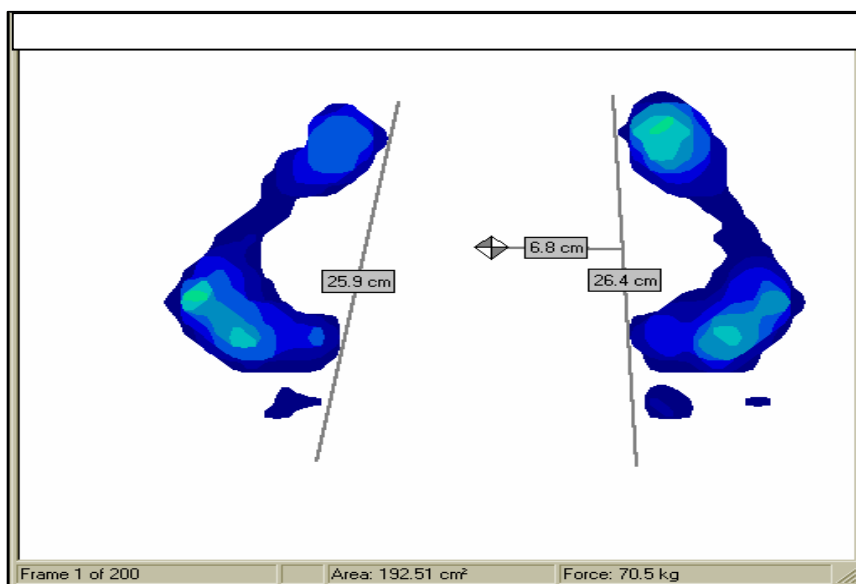 6.8 cm
25.9 cm
26.4 cm
Frame 1 of 200
Area: 192.51 cm²
Force: 70.5 kg